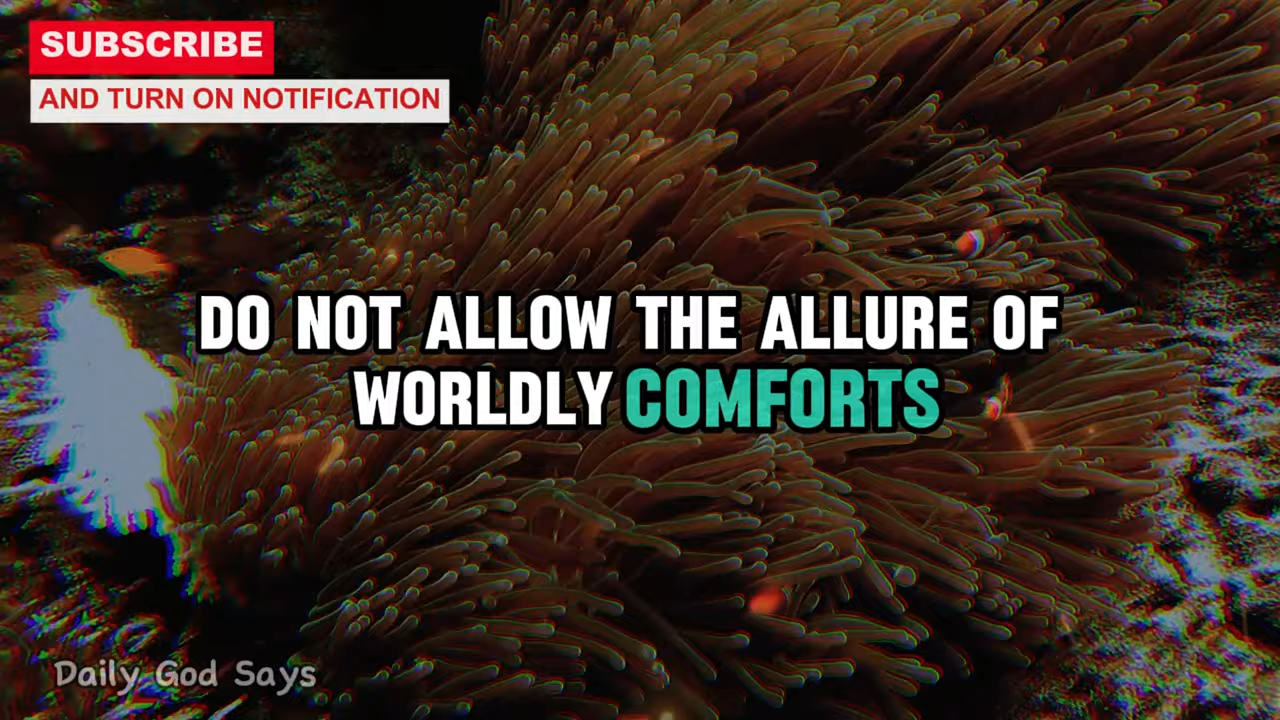 SUBSCRIBE
AND TURN ON NOTIFICATION
DO NOT ALLOW THE ALLURE OF
WORLDLY COMFORTS
Daily God Says